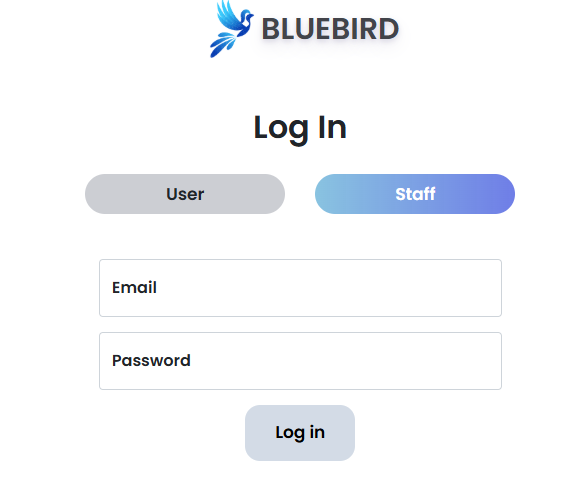 BLUEBIRD
Log In
User Staff
Email
Password
Log in